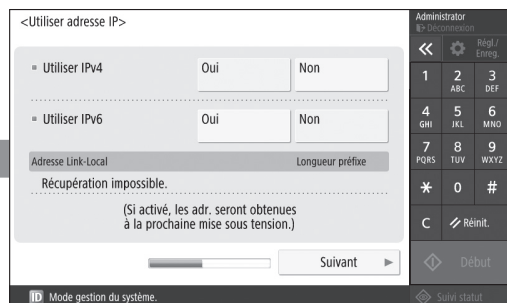 <Utiliser adresse IP>
Utiliser IPv4
Oui
Non
Utiliser IPv6
Oui
Non
Adresse Link-Local
Longueur préfixe
Récupération impossible.
(Si activé, les adr. seront obtenues
à la prochaine mise sous tension.)
Suivant
ID Mode gestion du système.
Administrator
Déconnexion
Régl./
Enreg.
1 2 3
ABC DEF
4 5 6
GHI JKL MNO
7 8 9
PQRS TUV WXYZ
* 0 #
C Réinit.
Début
Suivi statut